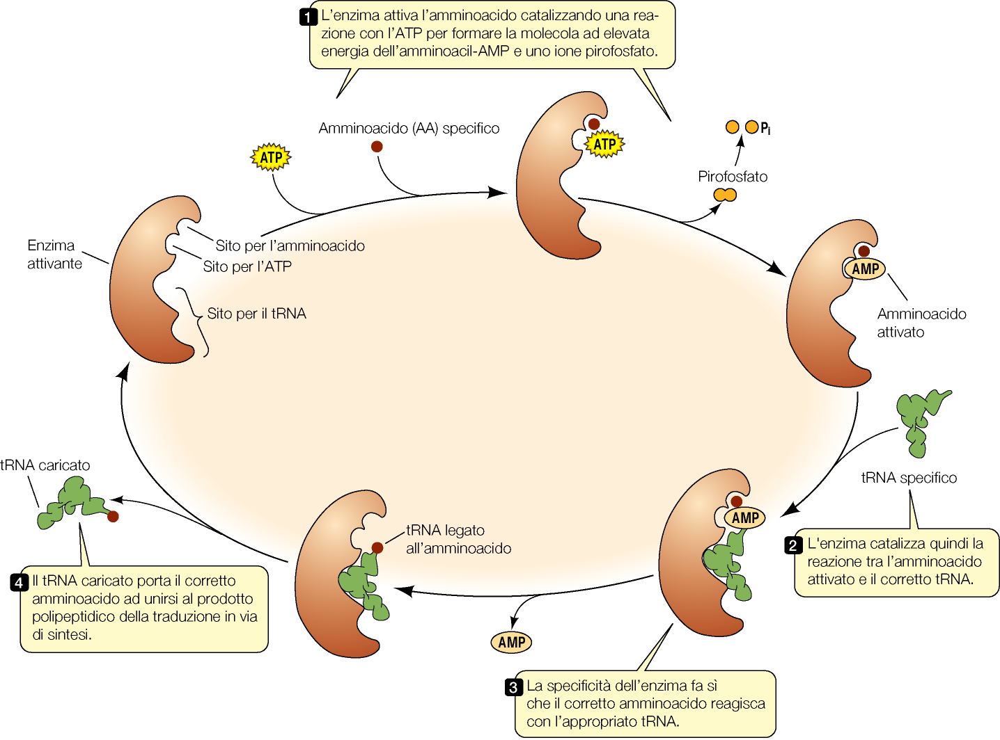 1 L'enzima attiva l'amminoacido catalizzando una rea-
zione con l'ATP per formare la molecola ad elevata
energia dell'amminoacil-AMP e uno ione pirofosfato.
Amminoacido (AA) specifico
ATP
ATP
Pi
Pirofosfato
Enzima
attivante
Sito per l'amminoacido
Sito per l'ATP
Sito per il tRNA
AMP
Amminoacido
attivato
tRNA specifico
2 L'enzima catalizza quindi la
reazione tra l'amminoacido
attivato e il corretto tRNA.
AMP
3 La specificità dell'enzima fa sì
che il corretto amminoacido reagisca
con l'appropriato tRNA.
AMP
tRNA legato
all'amminoacido
tRNA caricato
4 Il tRNA caricato porta il corretto
amminoacido ad unirsi al prodotto
polipeptidico della traduzione in via
di sintesi.